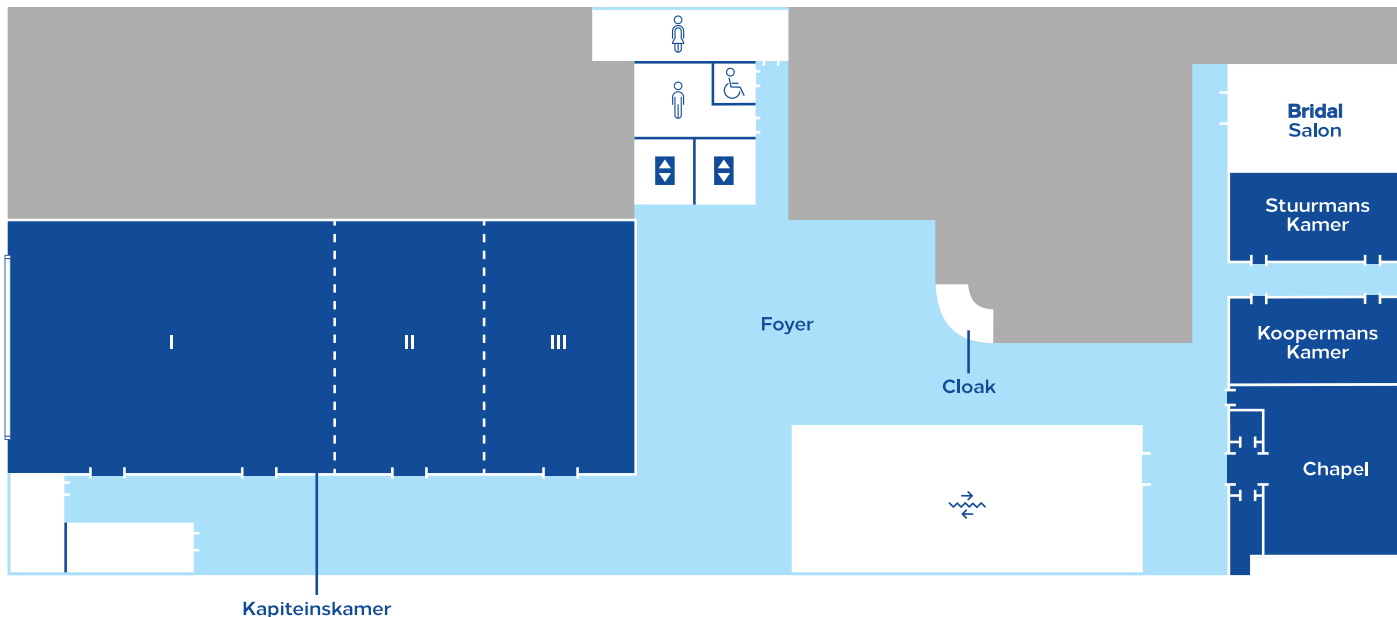 Bridal
Salon
Stuurmans
Kamer
I
II
III
Foyer
Koopermans
Kamer
Cloak
Chapel
Kapiteinskamer